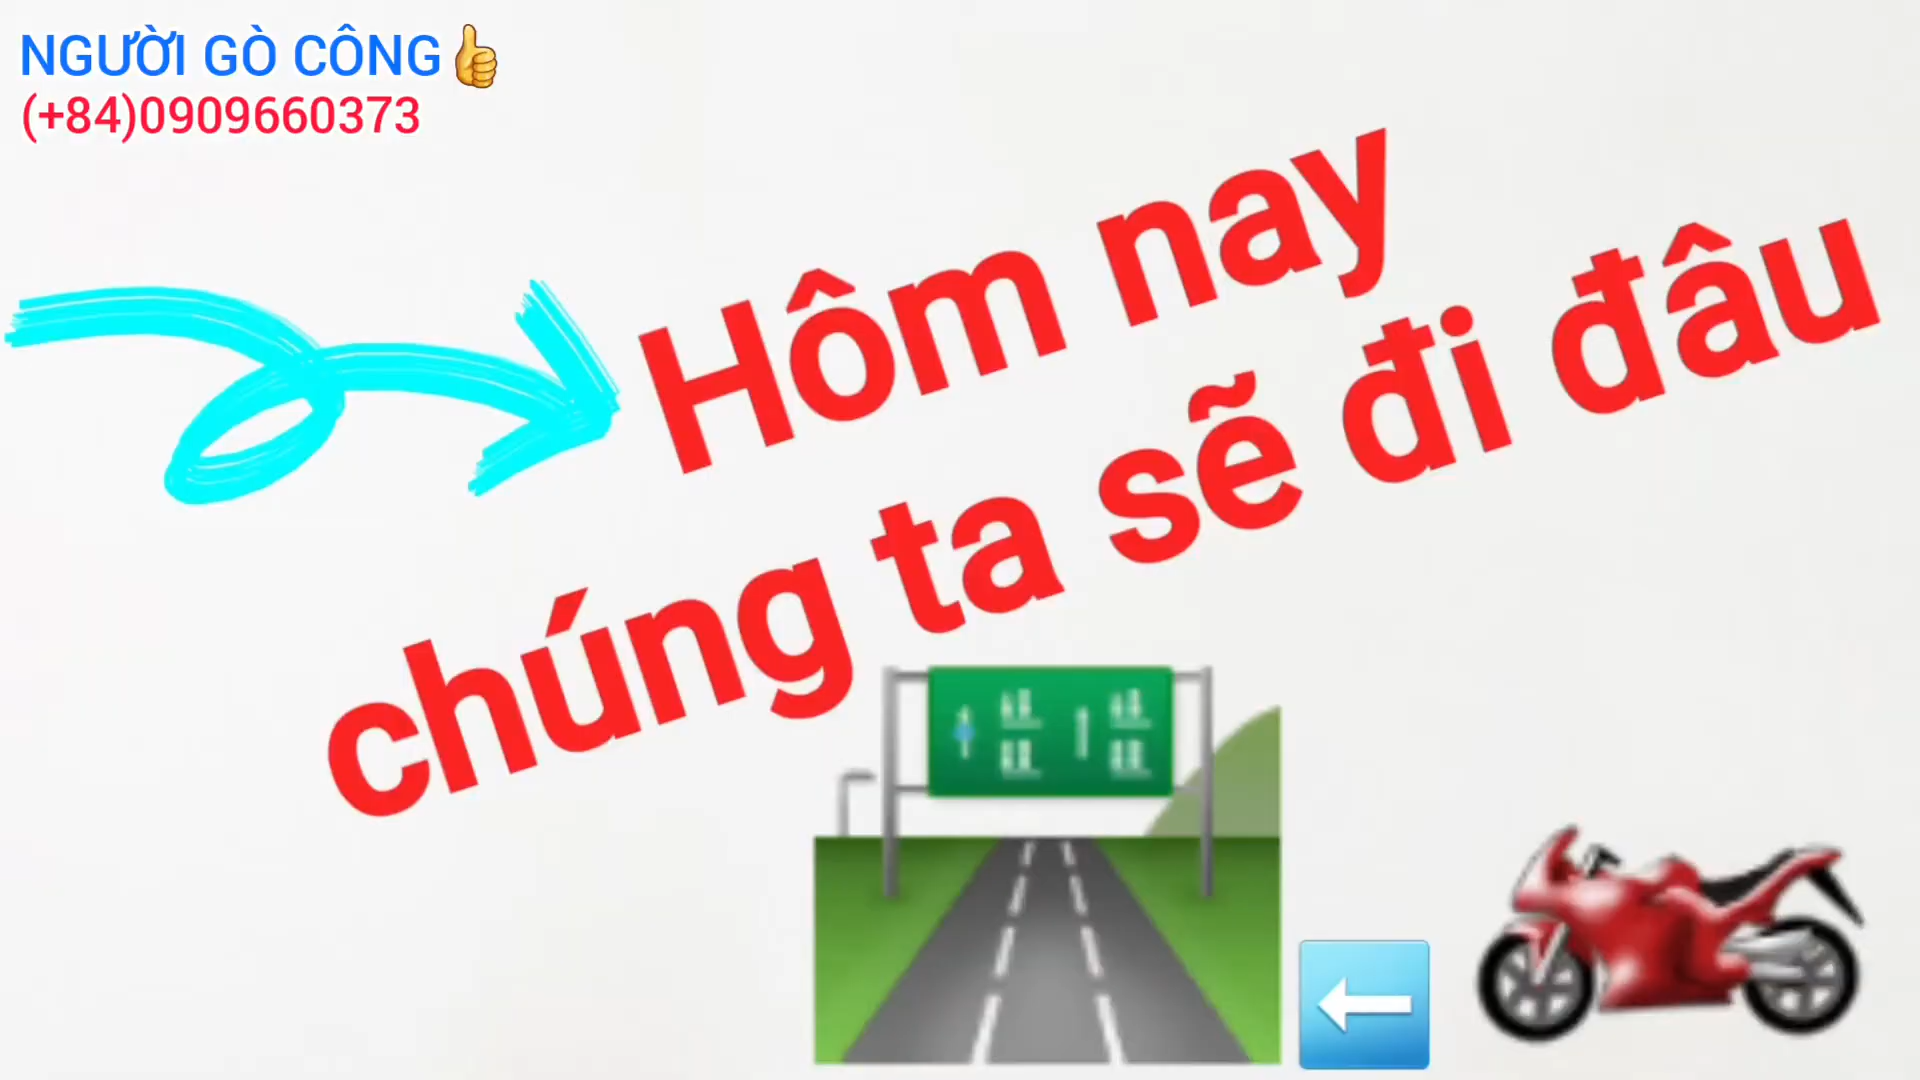 NGƯỜI GÒ CÔNG👍
(+84)0909660373
Hôm nay
chúng ta sẽ đi đâu